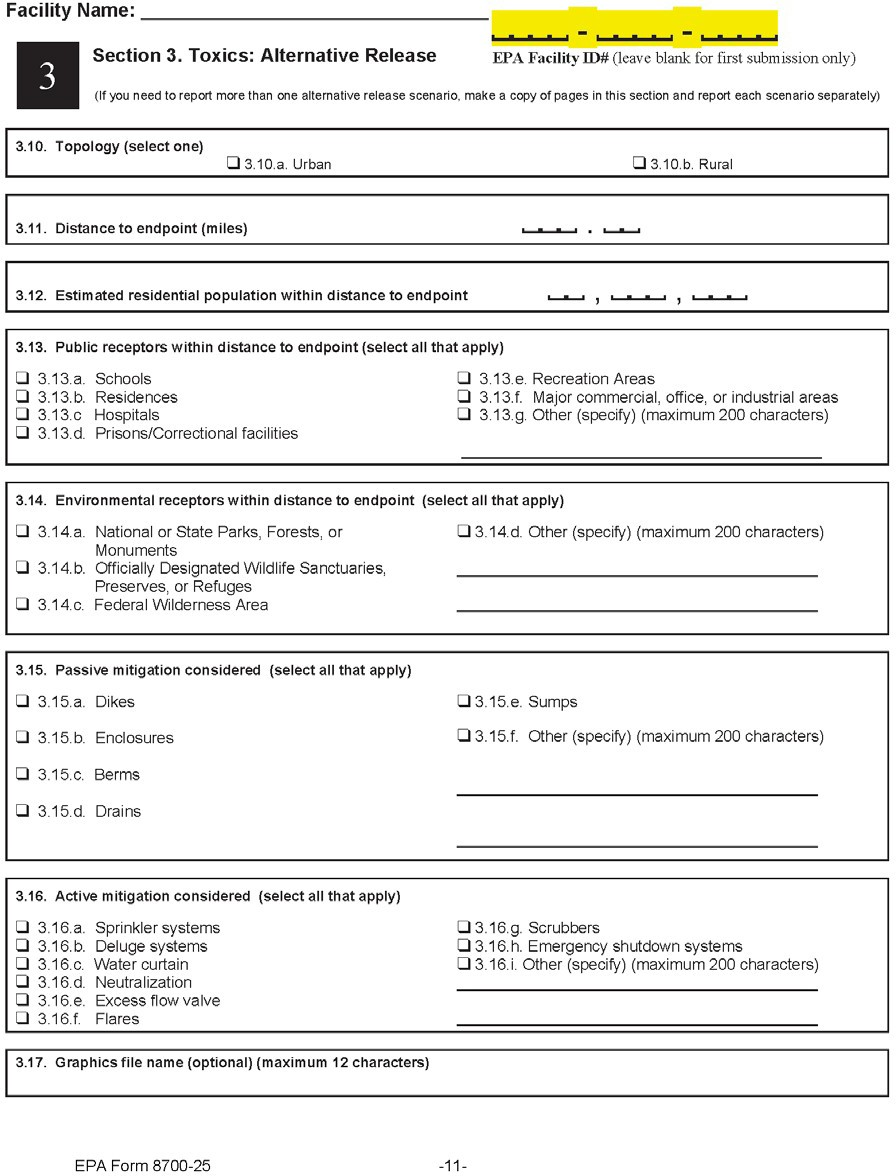 Facility Name:
3
Section 3. Toxics: Alternative Release
EPA Facility ID# (leave blank for first submission only)
(If you need to report more than one alternative release scenario, make a copy of pages in this section and report each scenario separately)
3.10. Topology (select one)
3.10.a. Urban
3.10.b. Rural
3.11. Distance to endpoint (miles)
3.12. Estimated residential population within distance to endpoint
3.13. Public receptors within distance to endpoint (select all that apply)
3.13.a. Schools
3.13.b. Residences
3.13.c Hospitals
3.13.d. Prisons/Correctional facilities
3.13.e. Recreation Areas
3.13.f. Major commercial, office, or industrial areas
3.13.g. Other (specify) (maximum 200 characters)
3.14. Environmental receptors within distance to endpoint (select all that apply)
3.14.a. National or State Parks, Forests, or
Monuments
3.14.b. Officially Designated Wildlife Sanctuaries,
Preserves, or Refuges
3.14.c. Federal Wilderness Area
3.14.d. Other (specify) (maximum 200 characters)
3.15. Passive mitigation considered (select all that apply)
3.15.a. Dikes
3.15.b. Enclosures
3.15.c. Berms
3.15.d. Drains
3.15.e. Sumps
3.15.f. Other (specify) (maximum 200 characters)
3.16. Active mitigation considered (select all that apply)
3.16.a. Sprinkler systems
3.16.b. Deluge systems
3.16.c. Water curtain
3.16.d. Neutralization
3.16.e. Excess flow valve
3.16.f. Flares
3.16.g. Scrubbers
3.16.h. Emergency shutdown systems
3.16.i. Other (specify) (maximum 200 characters)
3.17. Graphics file name (optional) (maximum 12 characters)
EPA Form 8700-25
-11-